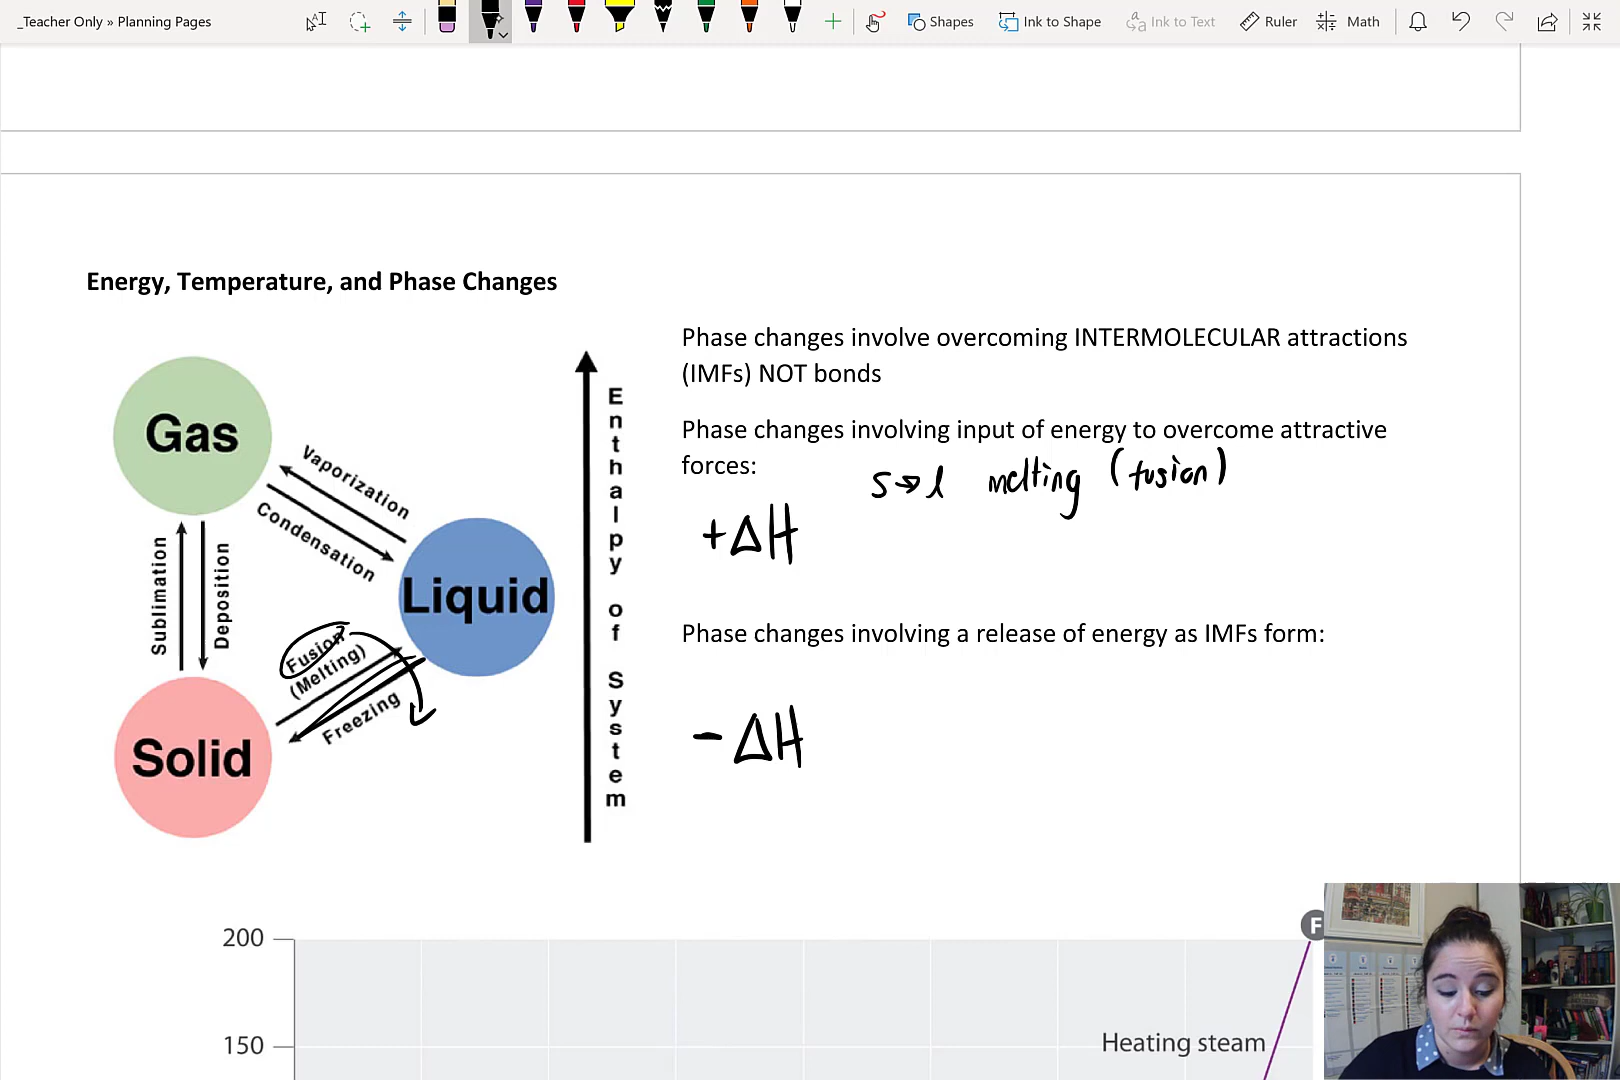 _Teacher Only » Planning Pages
Shapes
Ink to Shape
Ink to Text
Ruler
Math
Energy, Temperature, and Phase Changes
Gas
Vaporization
Condensation
Liquid
Sublimation
Deposition
Fusion
(Melting)
Freezing
Solid
Enthalpy of System
Phase changes involve overcoming INTERMOLECULAR attractions
(IMFs) NOT bonds
Phase changes involving input of energy to overcome attractive
forces:
s→l melting (fusion)
+ΔH
Phase changes involving a release of energy as IMFs form:
-ΔH
200
150
Heating steam
F